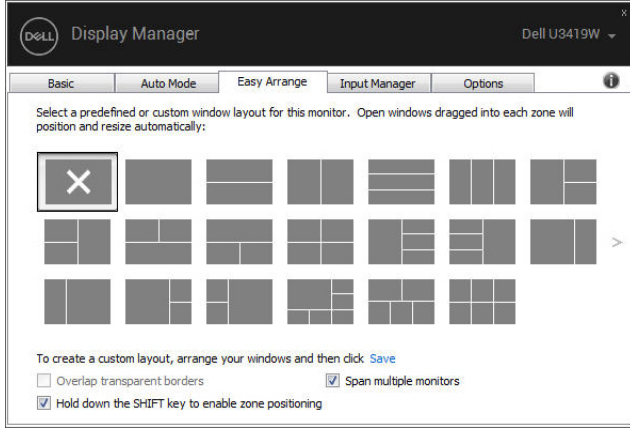 DELL Display Manager Dell U3419W
Basic Auto Mode Easy Arrange Input Manager Options
Select a predefined or custom window layout for this monitor. Open windows dragged into each zone will
position and resize automatically:
To create a custom layout, arrange your windows and then click Save
Overlap transparent borders Span multiple monitors
Hold down the SHIFT key to enable zone positioning